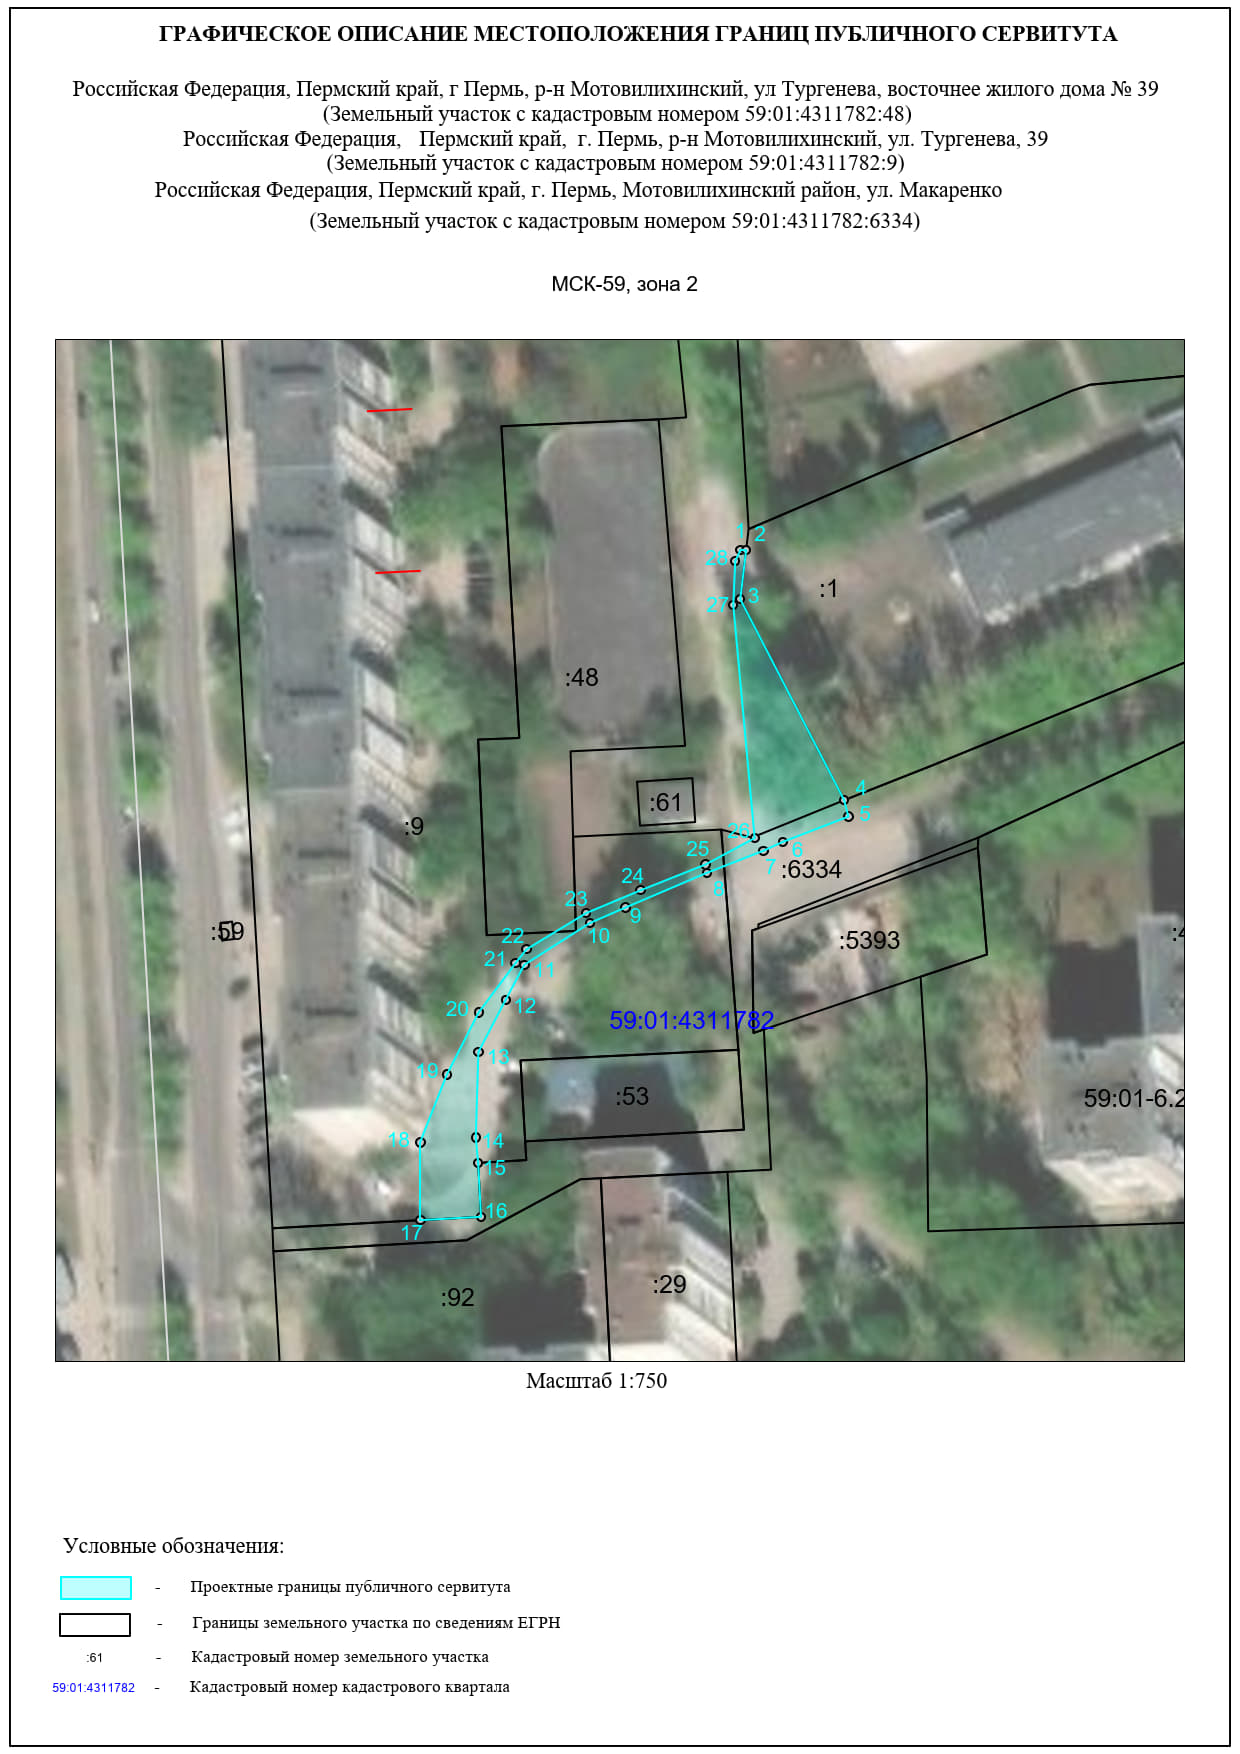 ГРАФИЧЕСКОЕ ОПИСАНИЕ МЕСТОПОЛОЖЕНИЯ ГРАНИЦ ПУБЛИЧНОГО СЕРВИТУТА
Российская Федерация, Пермский край, г Пермь, р-н Мотовилихинский, ул Тургенева, восточнее жилого дома № 39
(Земельный участок с кадастровым номером 59:01:4311782:48)
Российская Федерация, Пермский край, г. Пермь, р-н Мотовилихинский, ул. Тургенева, 39
(Земельный участок с кадастровым номером 59:01:4311782:9)
Российская Федерация, Пермский край, г. Пермь, Мотовилихинский район, ул. Макаренко
(Земельный участок с кадастровым номером 59:01:4311782:6334)
МСК-59, зона 2
1
2
28
27
3
:1
:48
4
5
:61
26
6
:9
25
7
:6334
24
8
23
9
:59
22
10
:5393
21
11
20
12
59:01:4311782
13
19
:53
59:01-6.2
18
14
15
16
17
:92
:29
Масштаб 1:750
Условные обозначения:
- Проектные границы публичного сервитута
- Границы земельного участка по сведениям ЕГРН
:61 - Кадастровый номер земельного участка
59:01:4311782 - Кадастровый номер кадастрового квартала